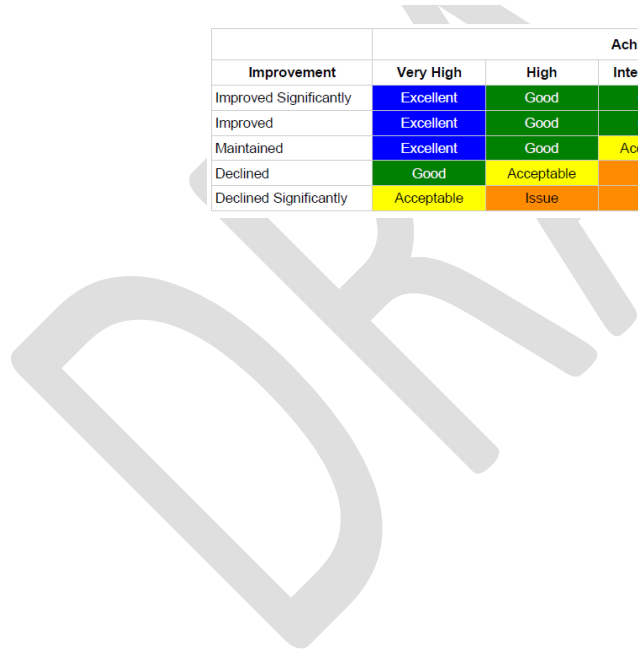 Ach
Improvement Very High High Inte
Improved Significantly Excellent Good
Improved Excellent Good
Maintained Excellent Good Acc
Declined Good Acceptable
Declined Significantly Acceptable Issue
DRA